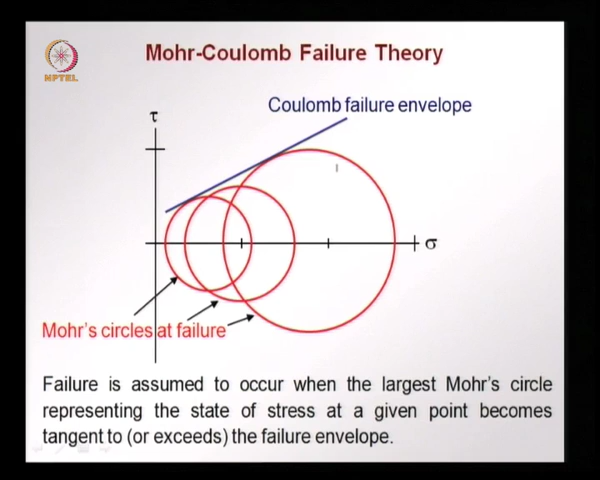 Mohr-Coulomb Failure Theory
NPTEL
Coulomb failure envelope
τ
σ
Mohr's circles at failure
Failure is assumed to occur when the largest Mohr's circle
representing the state of stress at a given point becomes
tangent to (or exceeds) the failure envelope.